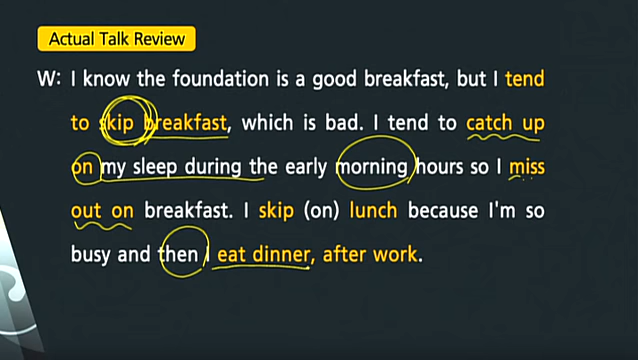 Actual Talk Review
W: I know the foundation is a good breakfast, but I tend
to skip breakfast, which is bad. I tend to catch up
on my sleep during the early morning hours so I miss
out on breakfast. I skip (on) lunch because I'm so
busy and then I eat dinner, after work.